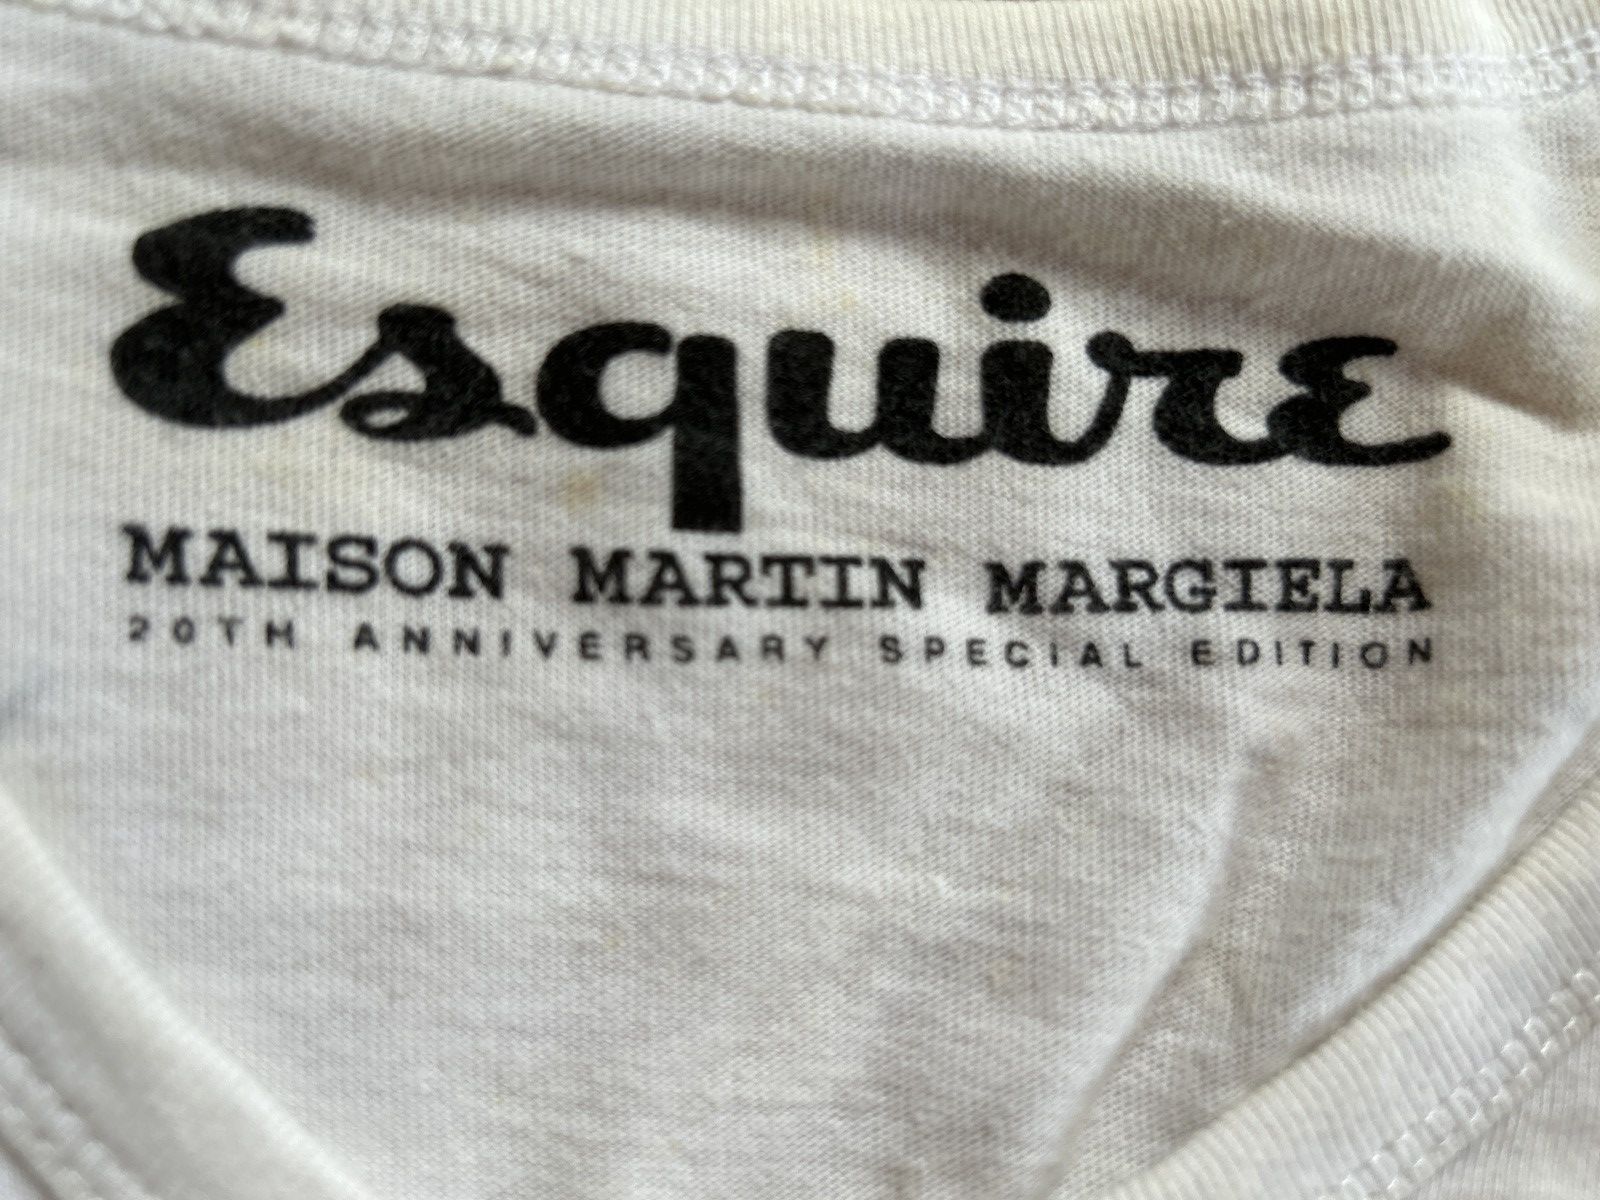 Esquire
MAISON MARTIN MARGIELA
20TH ANNIVERSARY SPECIAL EDITION